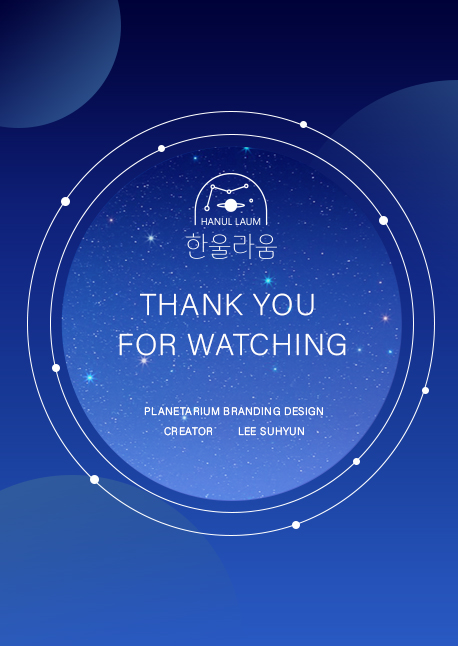 HANUL LAUM
한울라움
THANK YOU
FOR WATCHING
PLANETARIUM BRANDING DESIGN
CREATOR LEE SUHYUN